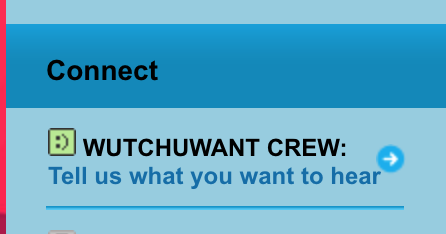 Connect
WUTCHUWANT CREW:
Tell us what you want to hear